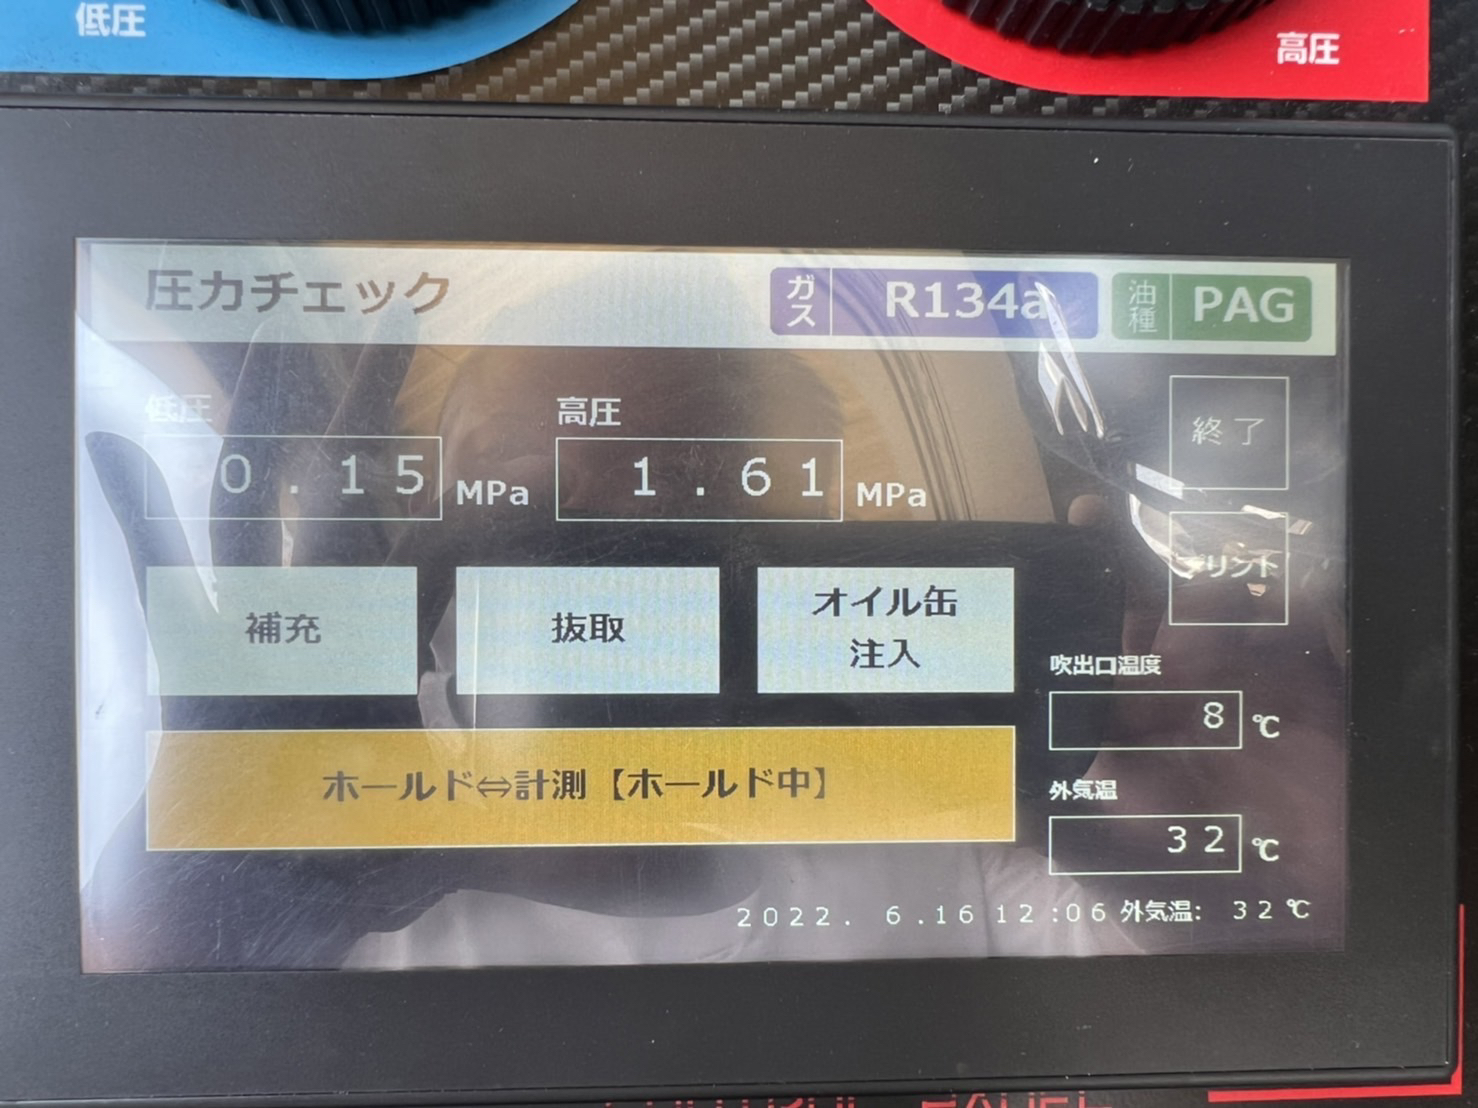 低圧
高圧
圧力チェック
ガス R134a
油種 PAG
低圧
0.15 MPa
高圧
1.61 MPa
終了
プリント
補充
抜取
オイル缶
注入
吹出口温度
8 ℃
ホールド⇔計測【ホールド中】
外気温
32 ℃
2022. 6.16 12:06 外気温: 32℃